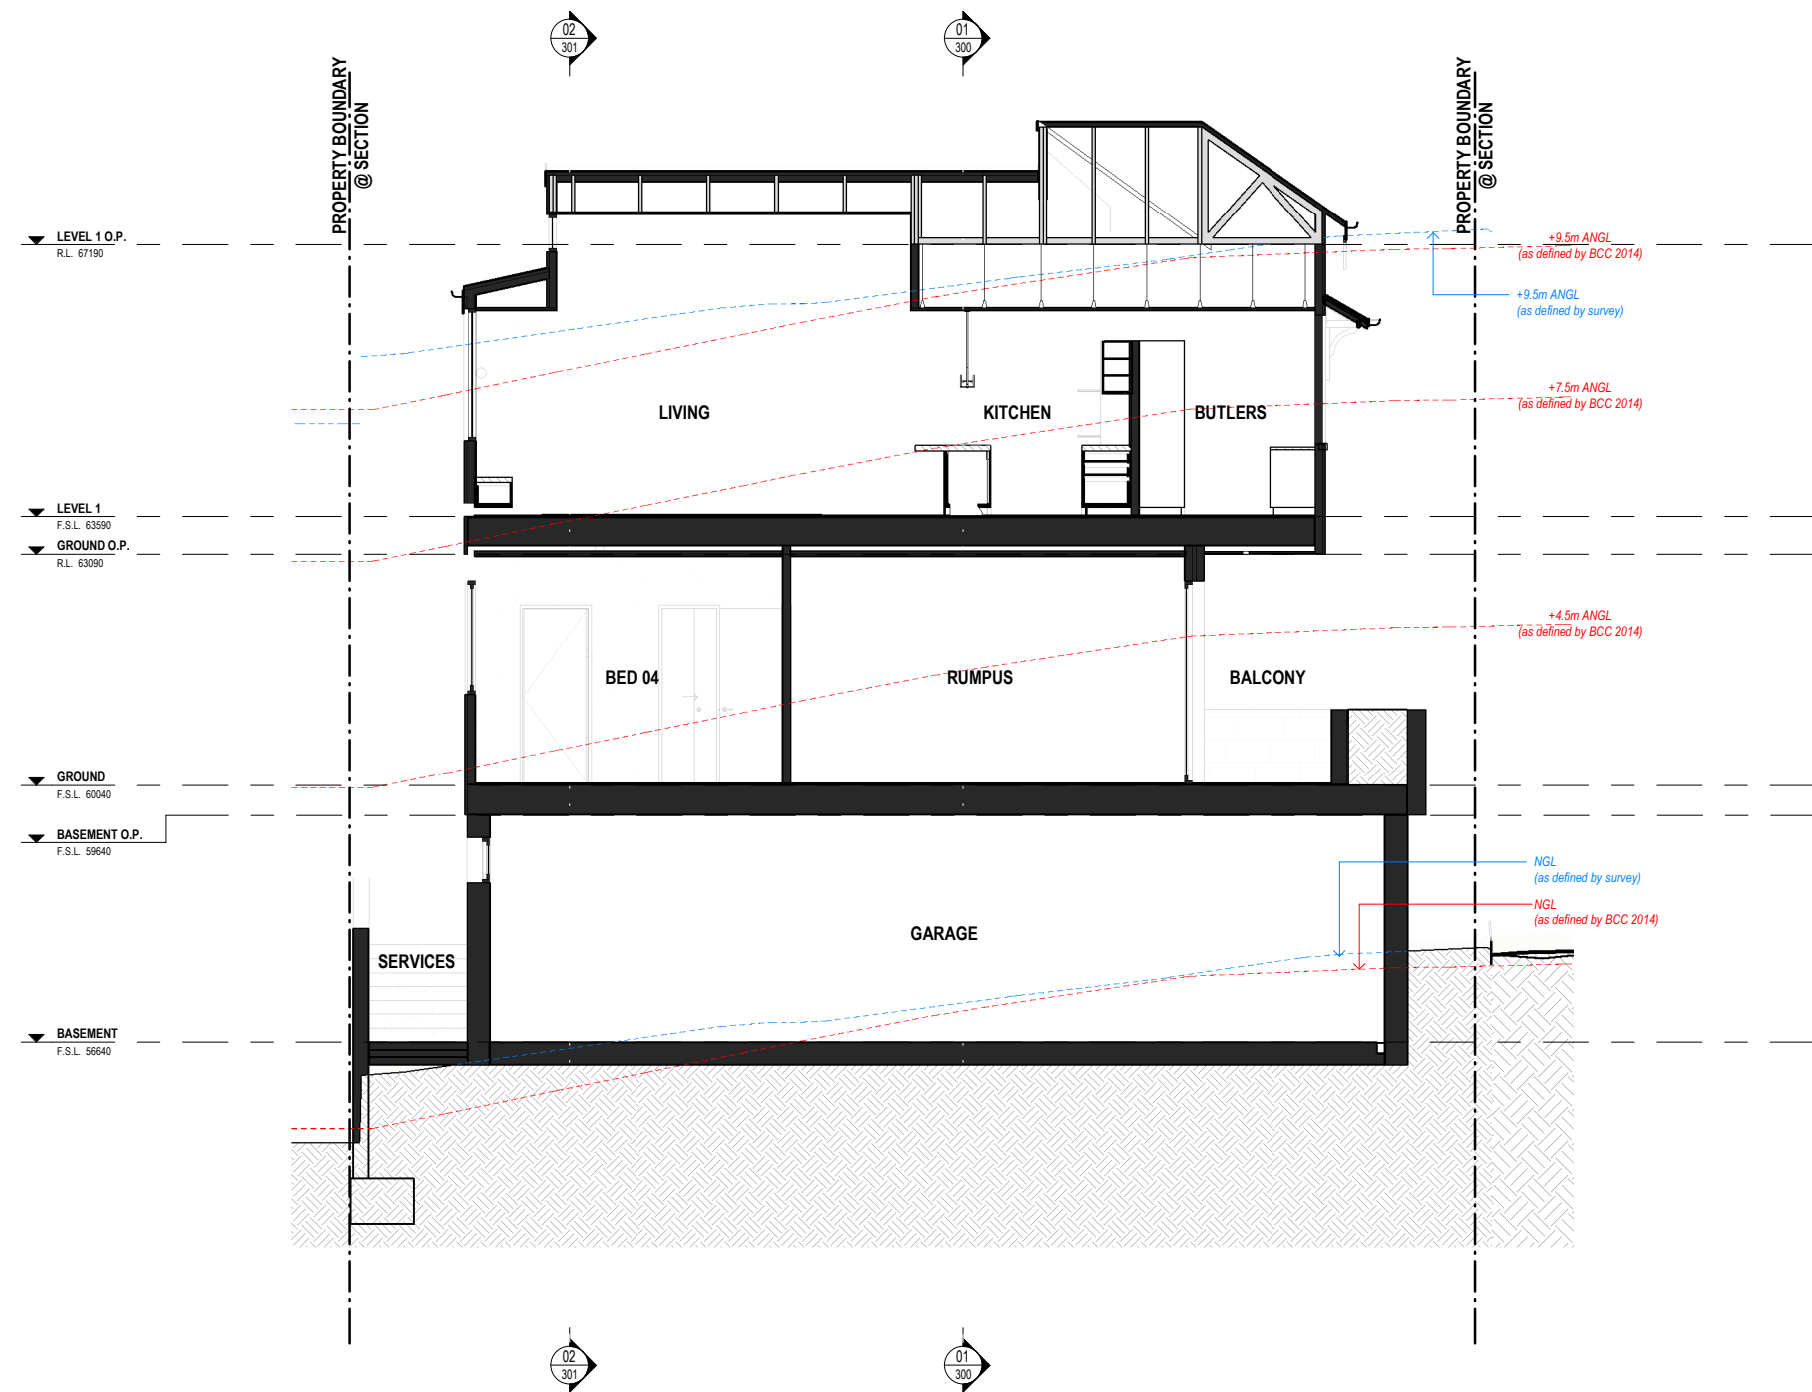 02
301
01
300
PROPERTY BOUNDARY
@ SECTION
PROPERTY BOUNDARY
@ SECTION
LEVEL 1 O.P.
R.L. 67190
+9.5m ANGL
(as defined by BCC 2014)
+9.5m ANGL
(as defined by survey)
+7.5m ANGL
(as defined by BCC 2014)
LIVING
KITCHEN
BUTLERS
LEVEL 1
F.S.L. 63590
GROUND O.P.
R.L. 63090
+4.5m ANGL
(as defined by BCC 2014)
BED 04
RUMPUS
BALCONY
GROUND
F.S.L. 60040
BASEMENT O.P.
F.S.L. 59640
NGL
(as defined by survey)
NGL
(as defined by BCC 2014)
GARAGE
SERVICES
BASEMENT
F.S.L. 56640
02
301
01
300